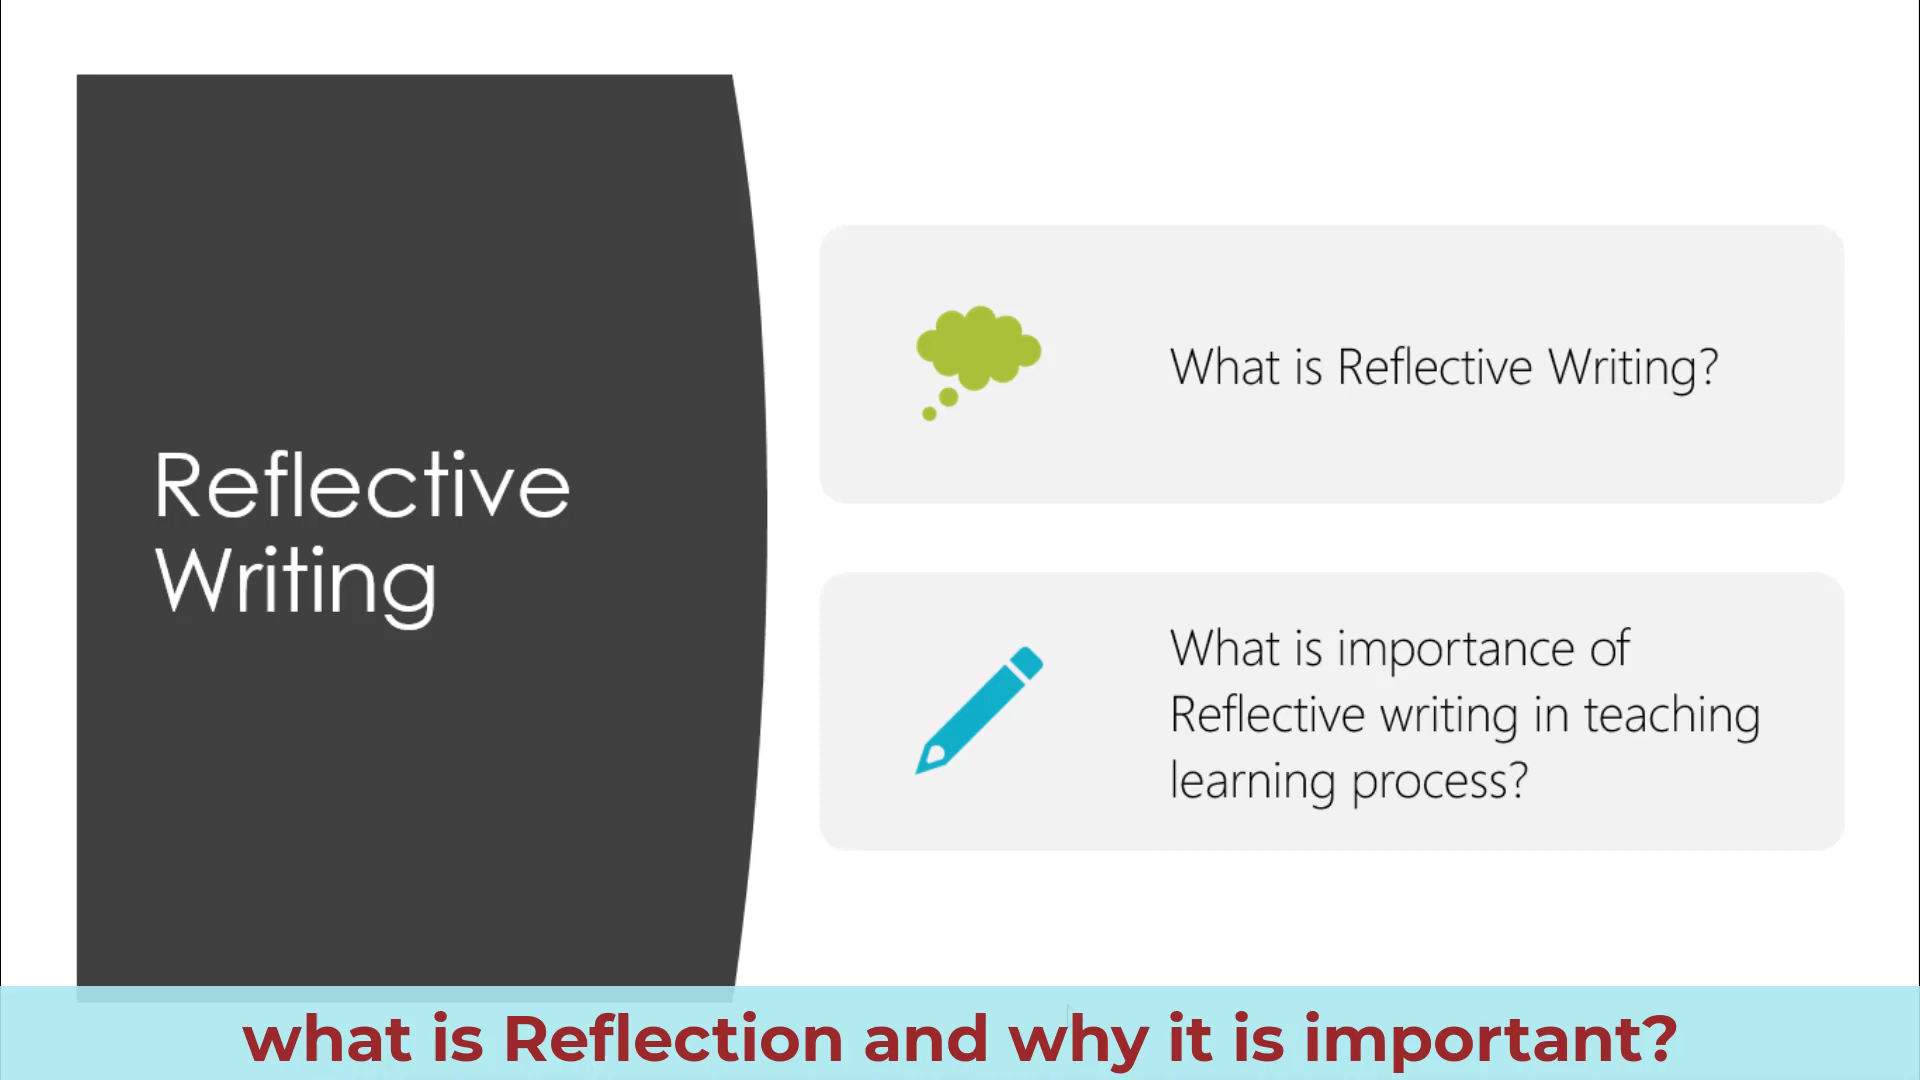 Reflective
Writing
What is Reflective Writing?
What is importance of
Reflective writing in teaching
learning process?
what is Reflection and why it is important?